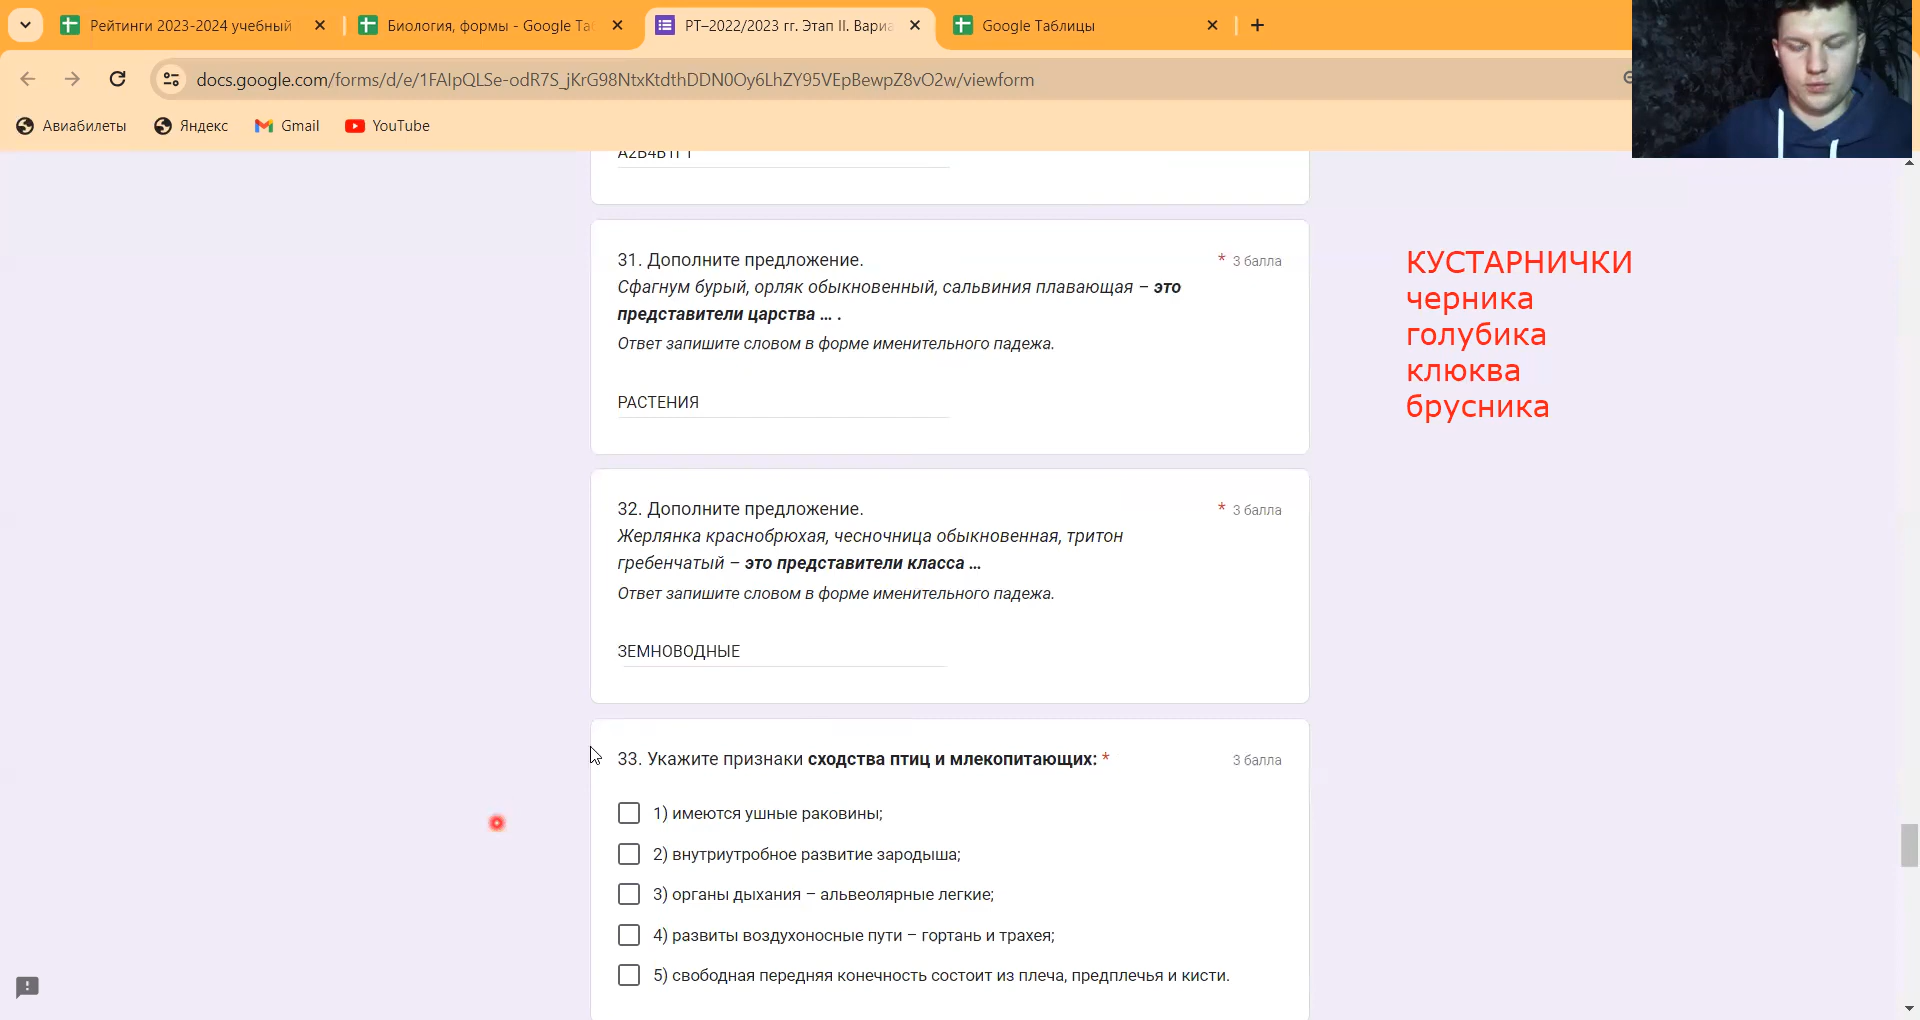 Рейтинги 2023-2024 учебный
Биология, формы - Google Та
РТ–2022/2023 гг. Этап II. Вариа
Google Таблицы
docs.google.com/forms/d/e/1FAIpQLSe-odR7S_jKrG98NtxKtdthDDN0Oy6LhZY95VEpBewpZ8vO2w/viewform
Авиабилеты
Яндекс
Gmail
YouTube
31. Дополните предложение. * 3 балла
Сфагнум бурый, орляк обыкновенный, сальвиния плавающая – это
представители царства ... .
Ответ запишите словом в форме именительного падежа.
РАСТЕНИЯ
32. Дополните предложение. * 3 балла
Жерлянка краснобрюхая, чесночница обыкновенная, тритон
гребенчатый – это представители класса ...
Ответ запишите словом в форме именительного падежа.
ЗЕМНОВОДНЫЕ
33. Укажите признаки сходства птиц и млекопитающих: * 3 балла
1) имеются ушные раковины;
2) внутриутробное развитие зародыша;
3) органы дыхания – альвеолярные легкие;
4) развиты воздухоносные пути – гортань и трахея;
5) свободная передняя конечность состоит из плеча, предплечья и кисти.
КУСТАРНИЧКИ
черника
голубика
клюква
брусника